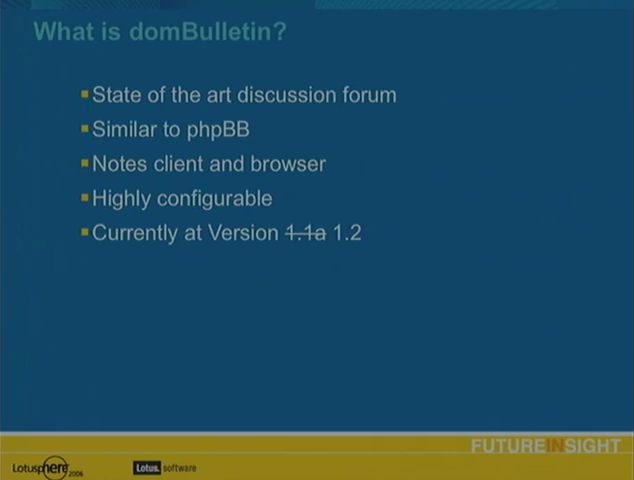 What is domBulletin?
State of the art discussion forum
Similar to phpBB
Notes client and browser
Highly configurable
Currently at Version 1.1a 1.2
FUTUREINSIGHT
Lotusphere 2006
Lotus. software